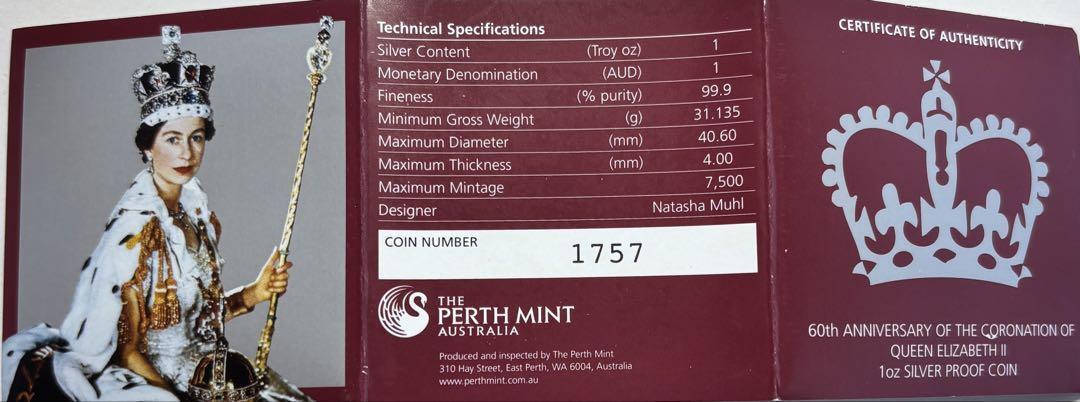 Technical Specifications
Silver Content (Troy oz) 1
Monetary Denomination (AUD) 1
Fineness (% purity) 99.9
Minimum Gross Weight (g) 31.135
Maximum Diameter (mm) 40.60
Maximum Thickness (mm) 4.00
Maximum Mintage 7,500
Designer Natasha Muhl
COIN NUMBER 1757
THE
PERTH MINT
AUSTRALIA
Produced and inspected by The Perth Mint
310 Hay Street, East Perth, WA 6004, Australia
www.perthmint.com.au
CERTIFICATE OF AUTHENTICITY
60th ANNIVERSARY OF THE CORONATION OF
QUEEN ELIZABETH II
1oz SILVER PROOF COIN